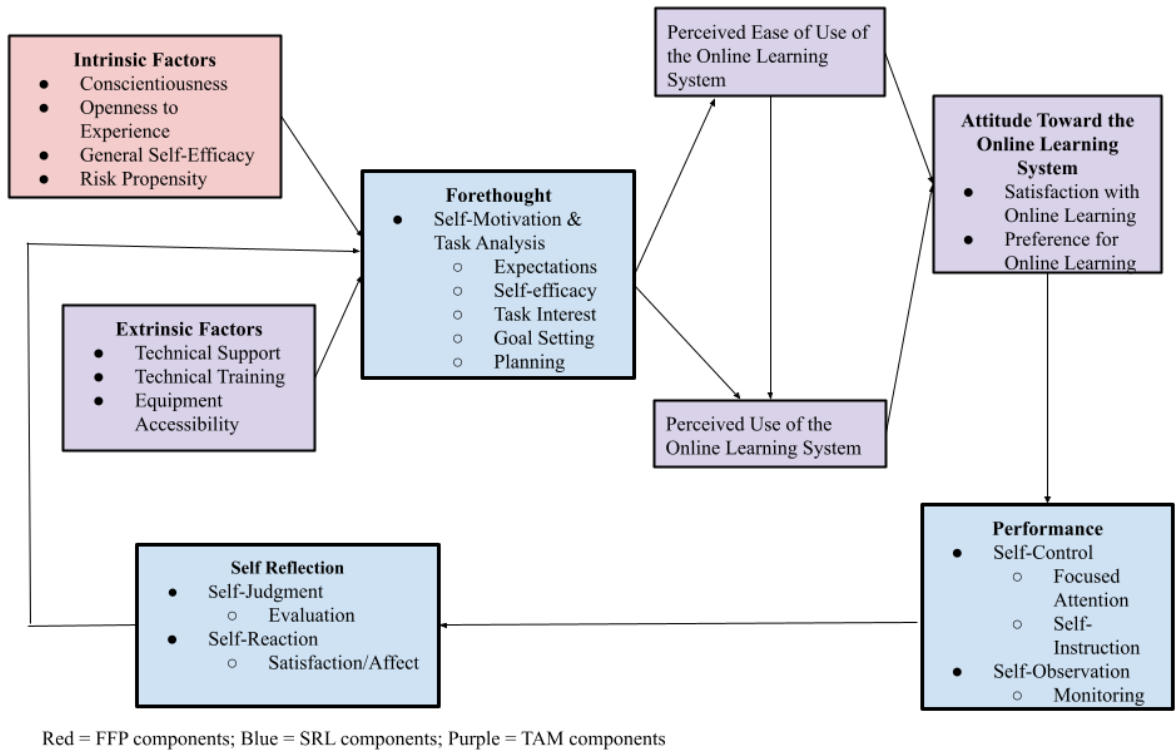 Intrinsic Factors
● Conscientiousness
● Openness to
Experience
● General Self-Efficacy
● Risk Propensity
Extrinsic Factors
● Technical Support
● Technical Training
● Equipment
Accessibility
Forethought
● Self-Motivation &
Task Analysis
○ Expectations
○ Self-efficacy
○ Task Interest
○ Goal Setting
○ Planning
Perceived Ease of Use of
the Online Learning
System
Perceived Use of the
Online Learning System
Attitude Toward the
Online Learning
System
● Satisfaction with
Online Learning
● Preference for
Online Learning
Performance
● Self-Control
○ Focused
Attention
○ Self-
Instruction
● Self-Observation
○ Monitoring
Self Reflection
● Self-Judgment
○ Evaluation
● Self-Reaction
○ Satisfaction/Affect
Red = FFP components; Blue = SRL components; Purple = TAM components